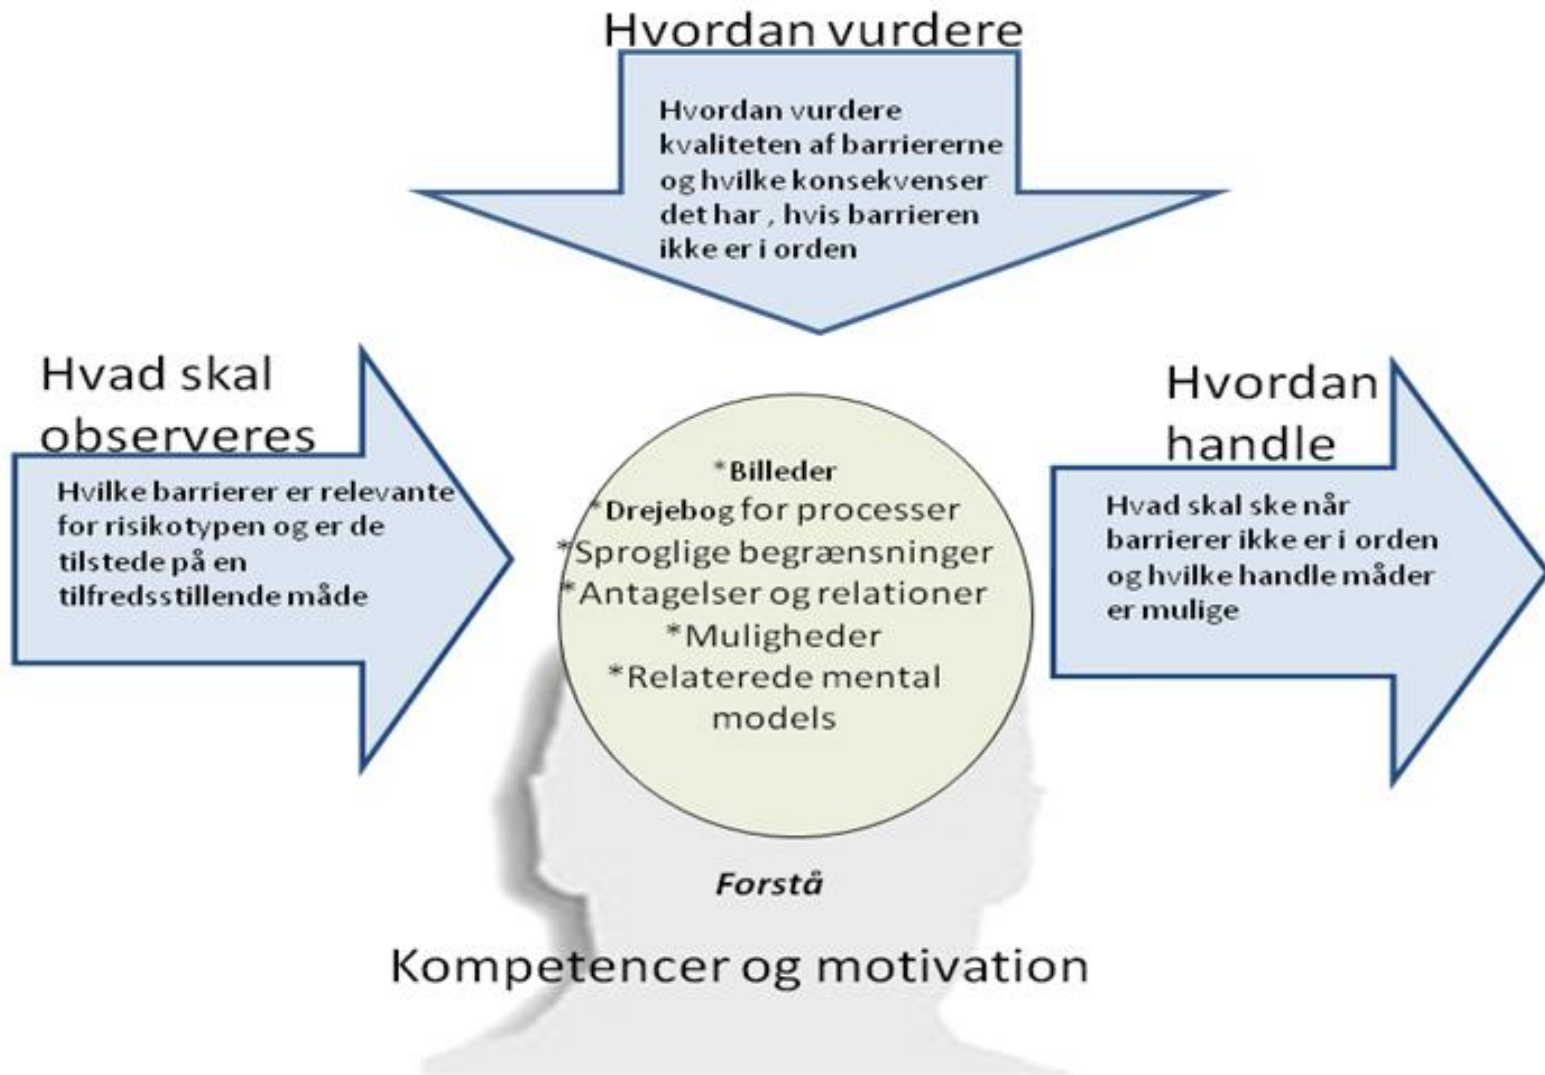 Hvordan vurdere
Hvordan vurdere
kvaliteten af barriererne
og hvilke konsekvenser
det har , hvis barrieren
ikke er i orden
Hvad skal
observeres
Hvilke barrierer er relevante
for risikotypen og er de
tilstede på en
tilfredsstillende måde
*Billeder
*Drejebog for processer
*Sproglige begrænsninger
*Antagelser og relationer
*Muligheder
*Relaterede mental
models
Hvordan
handle
Hvad skal ske når
barrierer ikke er i orden
og hvilke handle måder
er mulige
Forstå
Kompetencer og motivation